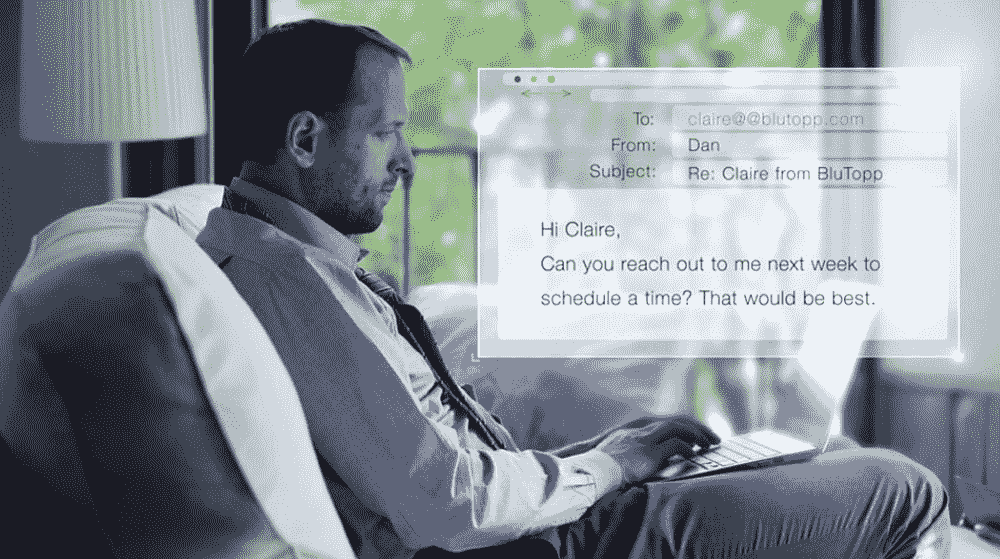 To: claire@@blutopp.com
From: Dan
Subject: Re: Claire from BluTopp
Hi Claire,
Can you reach out to me next week to
schedule a time? That would be best.